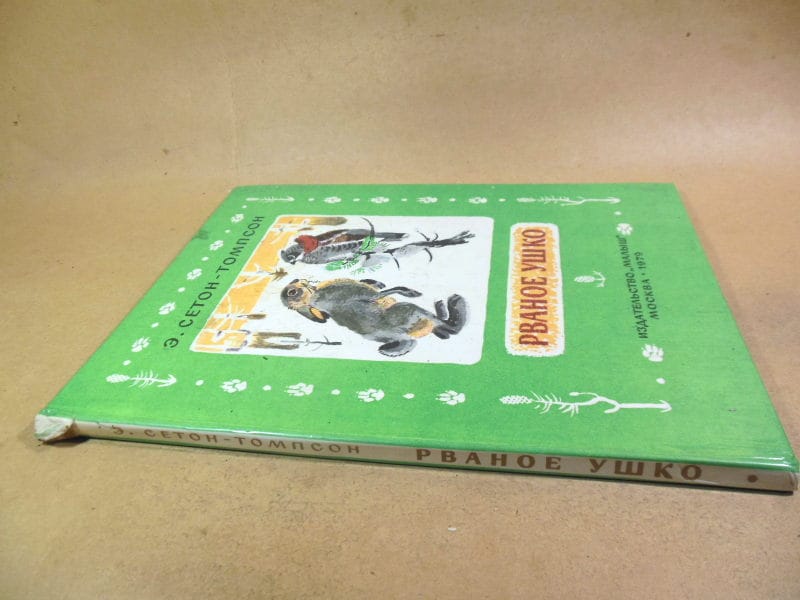 Э. СЕТОН-ТОМПСОН
РВАНОЕ УШКО
ИЗДАТЕЛЬСТВО „МАЛЫШ"
МОСКВА · 1979
Э. СЕТОН-ТОМПСОН РВАНОЕ УШКО